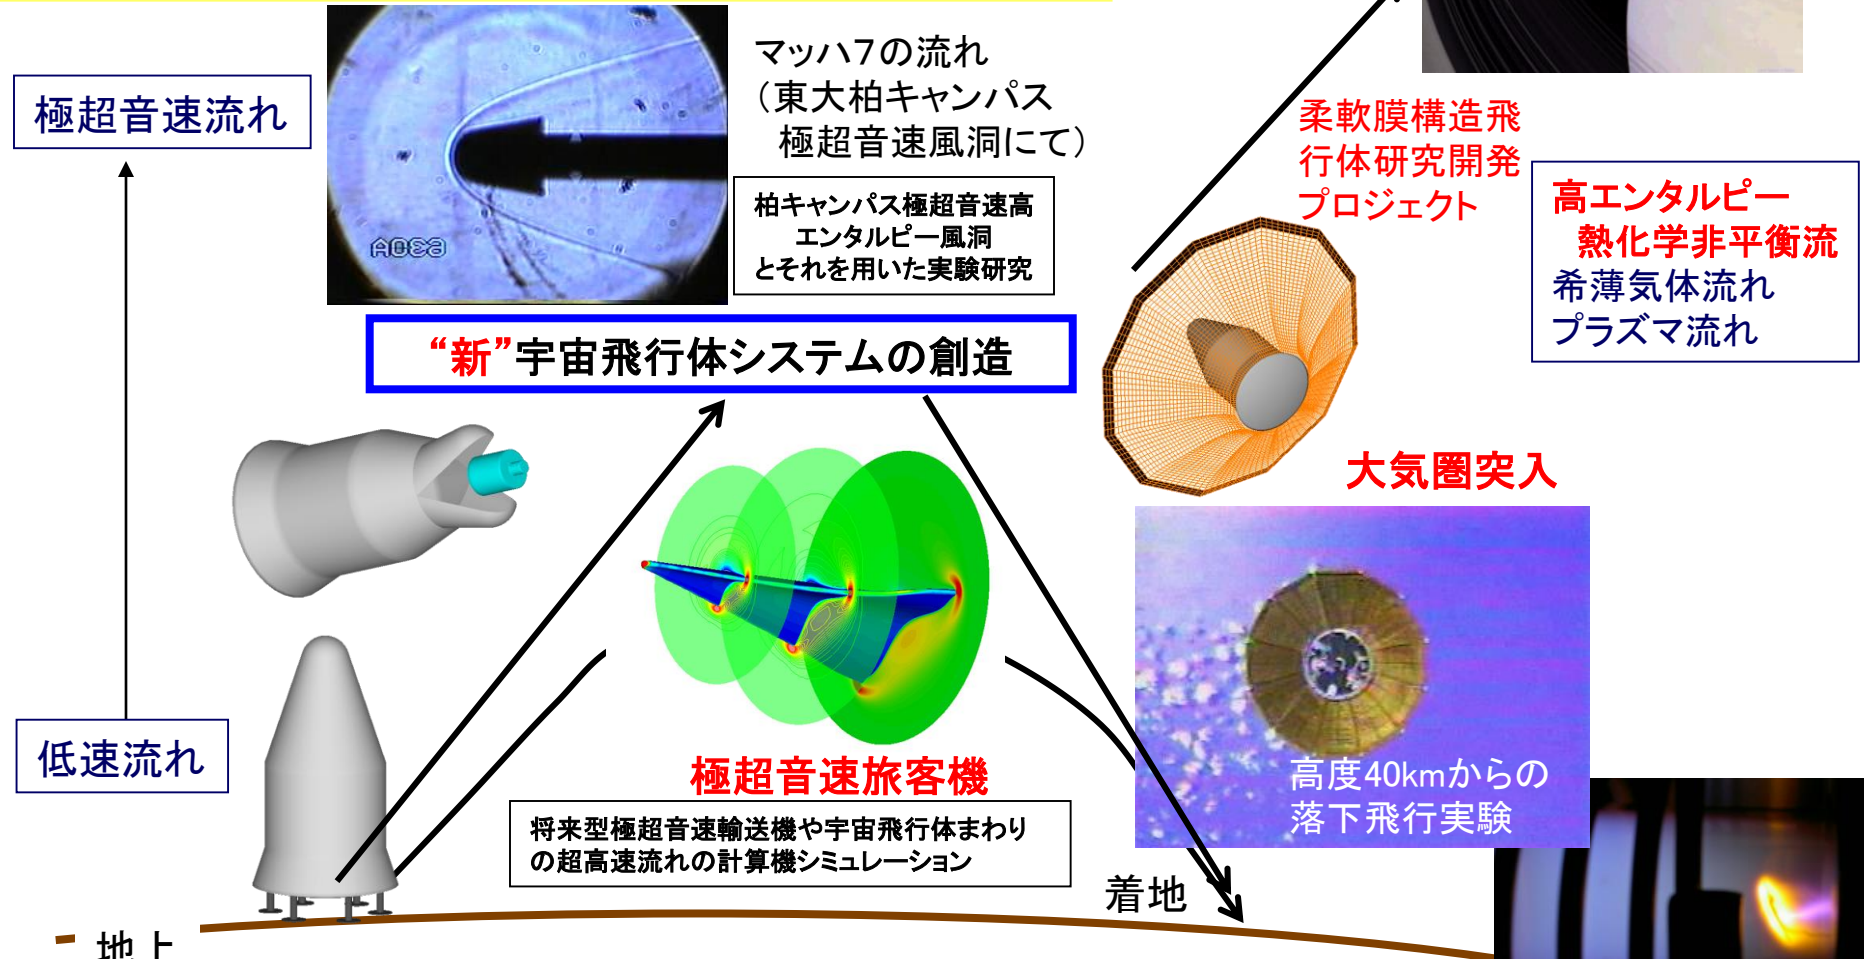 極超音速流れ
マッハ7の流れ
(東大柏キャンパス
極超音速風洞にて)
柏キャンパス極超音速高
エンタルピー風洞
とそれを用いた実験研究
柔軟膜構造飛
行体研究開発
プロジェクト
高エンタルピー
熱化学非平衡流
希薄気体流れ
プラズマ流れ
“新”宇宙飛行体システムの創造
大気圏突入
低速流れ
極超音速旅客機
将来型極超音速輸送機や宇宙飛行体まわり
の超高速流れの計算機シミュレーション
高度40kmからの
落下飛行実験
着地
地上